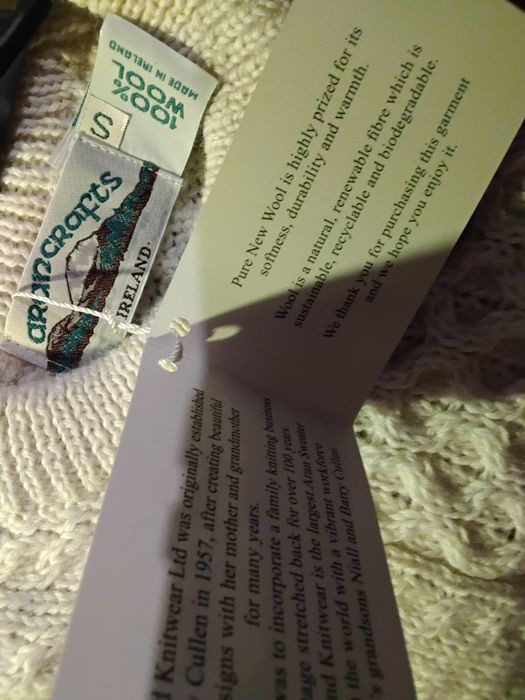 100%
WOOL
MADE IN IRELAND
S
arancrafts
IRELAND.
Pure New Wool is highly prized for its
softness, durability and warmth.
Wool is a natural, renewable fibre which is
sustainable, recyclable and biodegradable.
We thank you for purchasing this garment
and we hope you enjoy it.
Knitwear Ltd was originally established
Cullen in 1957, after creating beautiful
signs with her mother and grandmother
for many years.
was to incorporate a family knitting business
age stretched back for over 100 years.
nd Knitwear is the largest Aran Sweater
the world with a vibrant workforce
's grandsons Niall and Barry Cullen